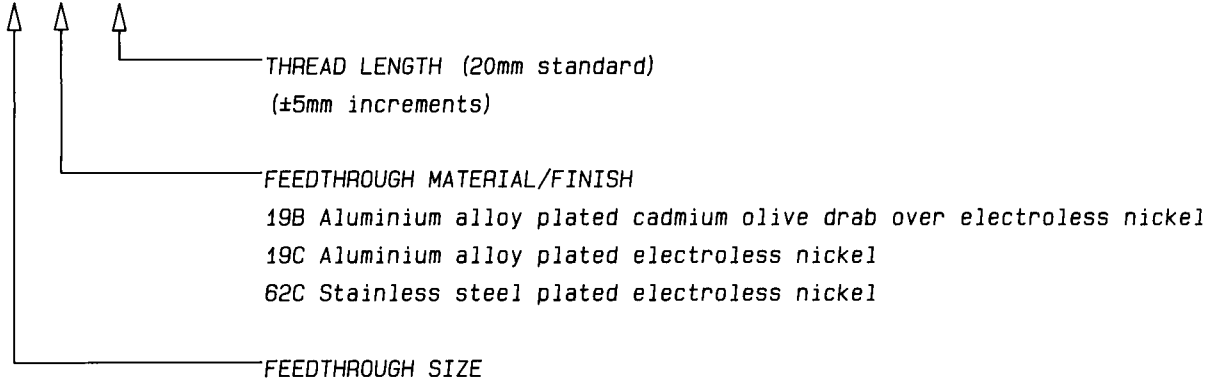 THREAD LENGTH (20mm standard)
(±5mm increments)
FEEDTHROUGH MATERIAL/FINISH
19B Aluminium alloy plated cadmium olive drab over electroless nickel
19C Aluminium alloy plated electroless nickel
62C Stainless steel plated electroless nickel
FEEDTHROUGH SIZE